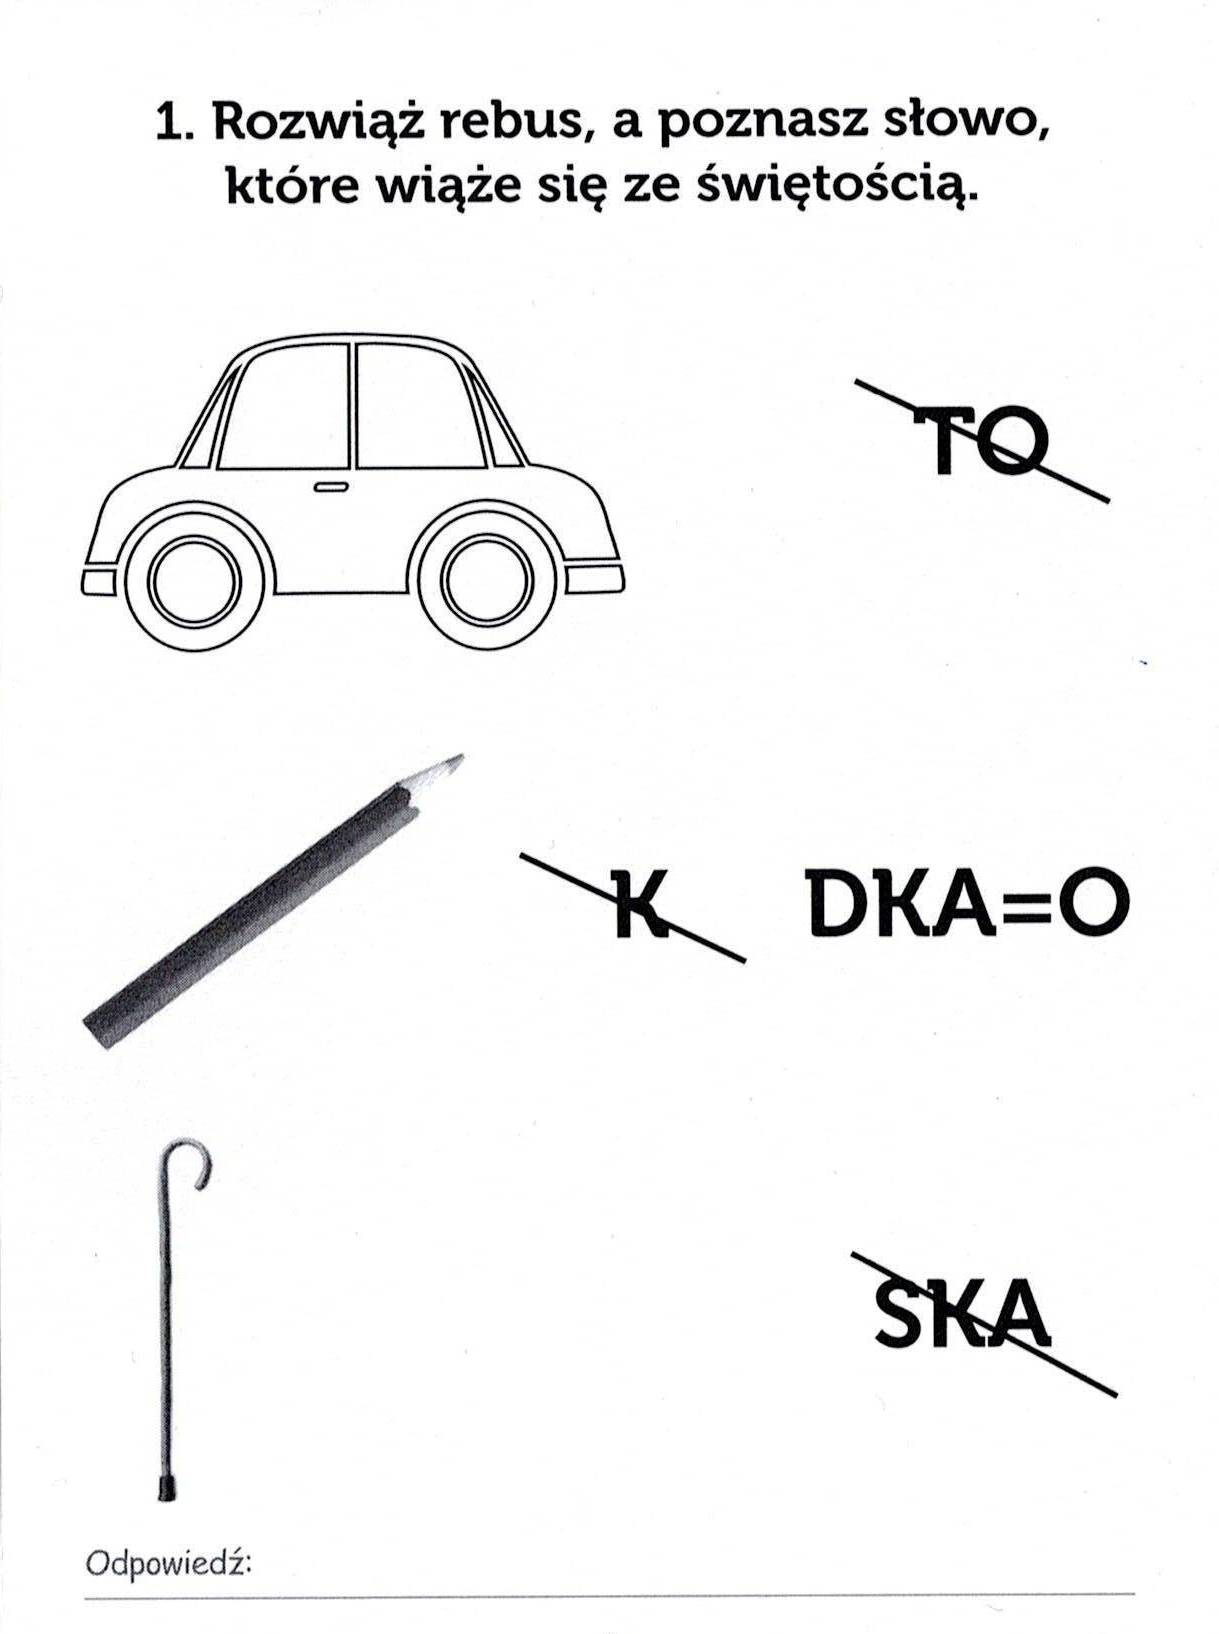 1. Rozwiąż rebus, a poznasz słowo,
które wiąże się ze świętością.
TO
K DKA=O
SKA
Odpowiedź: